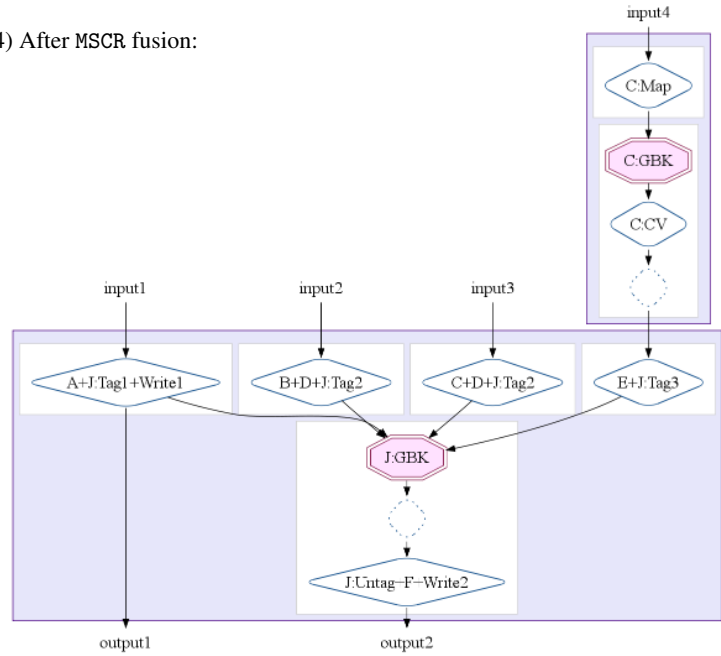 4) After MSCR fusion:
input4
C:Map
C:GBK
C:CV
input1
input2
input3
A+J:Tag1+Write1
B+D+J:Tag2
C+D+J:Tag2
E+J:Tag3
J:GBK
J:Untag−F−Write2
output1
output2